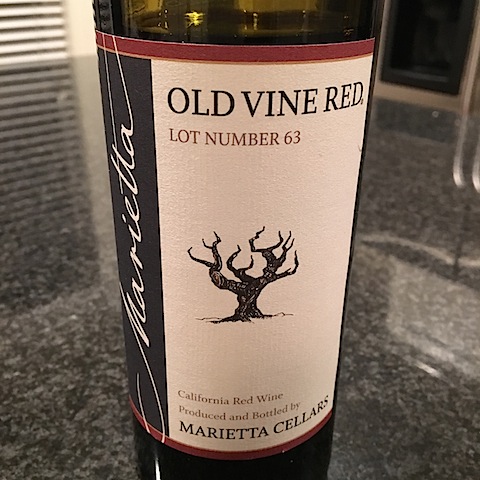 Marietta
OLD VINE RED®
LOT NUMBER 63
California Red Wine
Produced and Bottled by
MARIETTA CELLARS